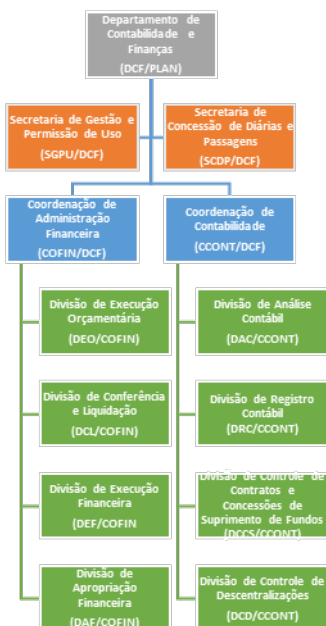 Departamento de
Contabilidade e
Finanças
(DCF/PLAN)
Secretaria de Gestão e
Permissão de Uso
(SGPU/DCF)
Secretaria de
Concessão de Diárias e
Passagens
(SCDP/DCF)
Coordenação de
Administração
Financeira
(COFIN/DCF)
Coordenação de
Contabilidade
(CCONT/DCF)
Divisão de Execução
Orçamentária
(DEO/COFIN)
Divisão de Análise
Contábil
(DAC/CCONT)
Divisão de Conferência
e Liquidação
(DCL/COFIN)
Divisão de Registro
Contábil
(DRC/CCONT)
Divisão de Execução
Financeira
(DEF/COFIN
Divisão de Controle de
Contratos e
Concessões de
Suprimento de Fundos
(DCCS/CCONT)
Divisão de
Apropriação
Financeira
(DAF/COFIN)
Divisão de Controle de
Descentralizações
(DCD/CCONT)